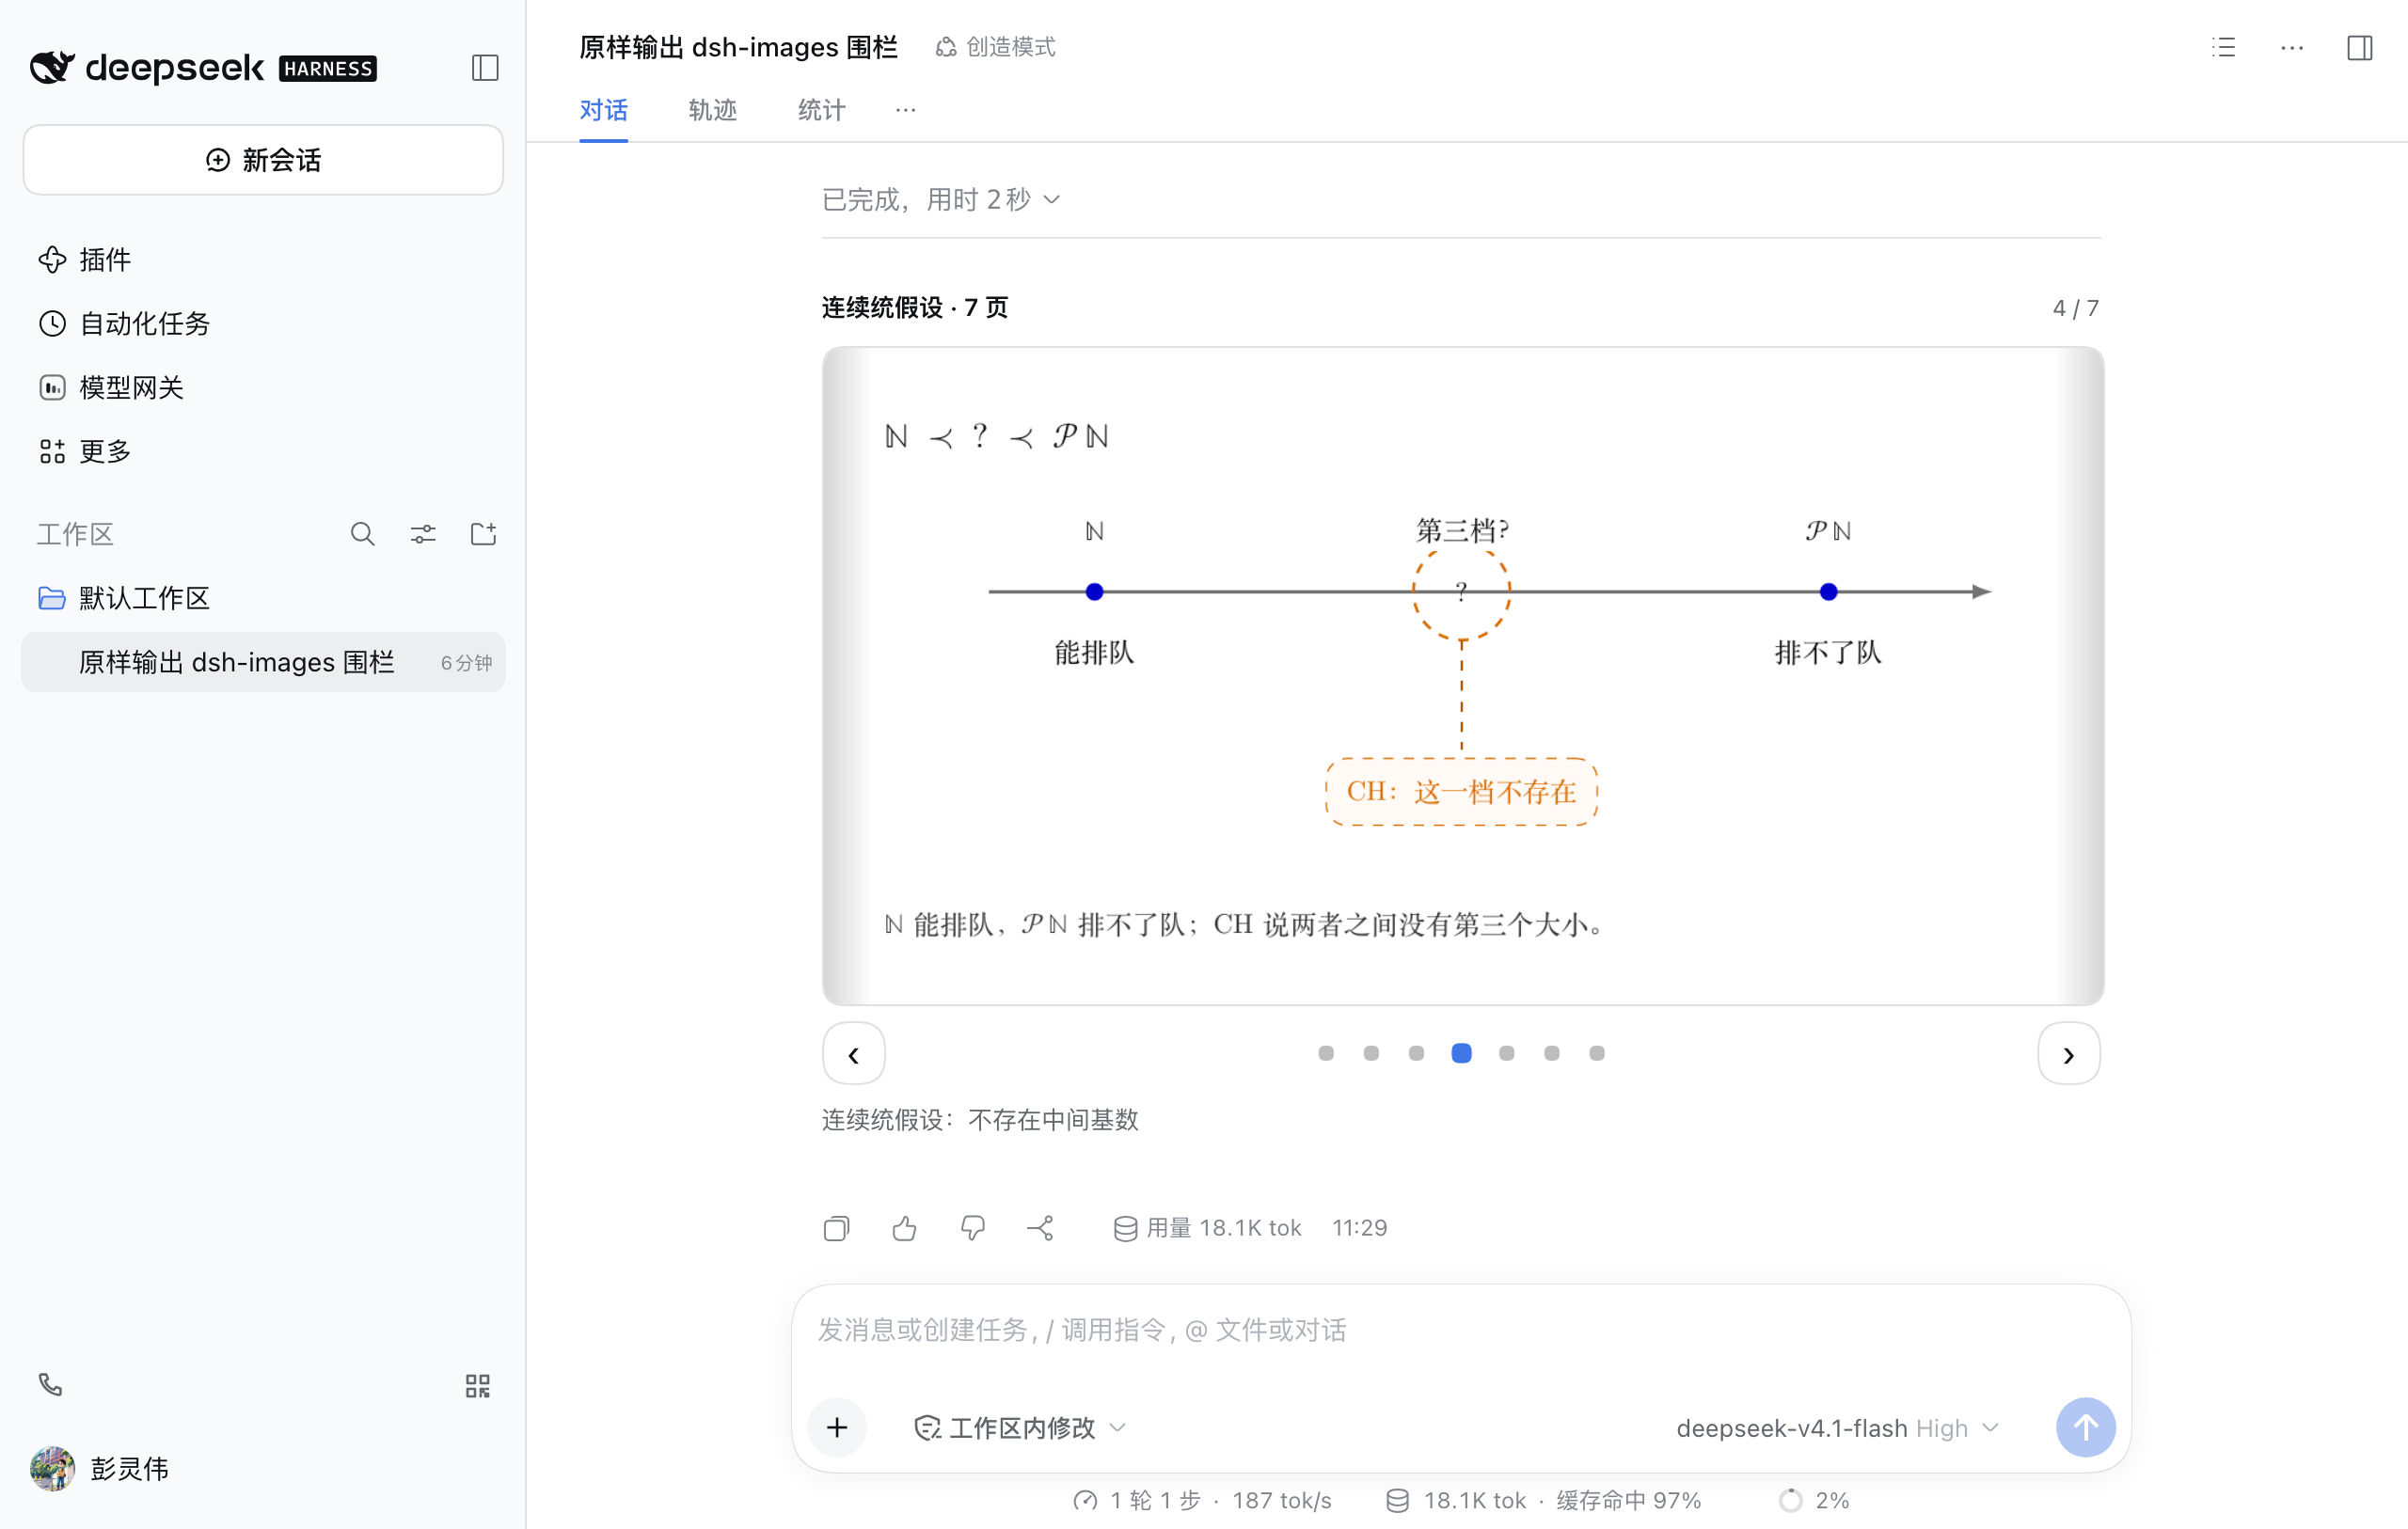 deepseek HARNESS
新会话
插件
自动化任务
模型网关
更多
工作区
默认工作区
原样输出 dsh-images 围栏 6分钟
彭灵伟
原样输出 dsh-images 围栏 创造模式
对话 轨迹 统计 ···
已完成，用时 2秒
连续统假设 · 7 页 4 / 7
ℕ ≺ ? ≺ 𝒫 ℕ
ℕ 第三档? 𝒫 ℕ
?
能排队 排不了队
CH：这一档不存在
ℕ 能排队，𝒫 ℕ 排不了队；CH 说两者之间没有第三个大小。
‹ ›
连续统假设：不存在中间基数
用量 18.1K tok 11:29
发消息或创建任务, / 调用指令, @ 文件或对话
工作区内修改 deepseek-v4.1-flash High
1 轮 1 步 · 187 tok/s 18.1K tok · 缓存命中 97% 2%